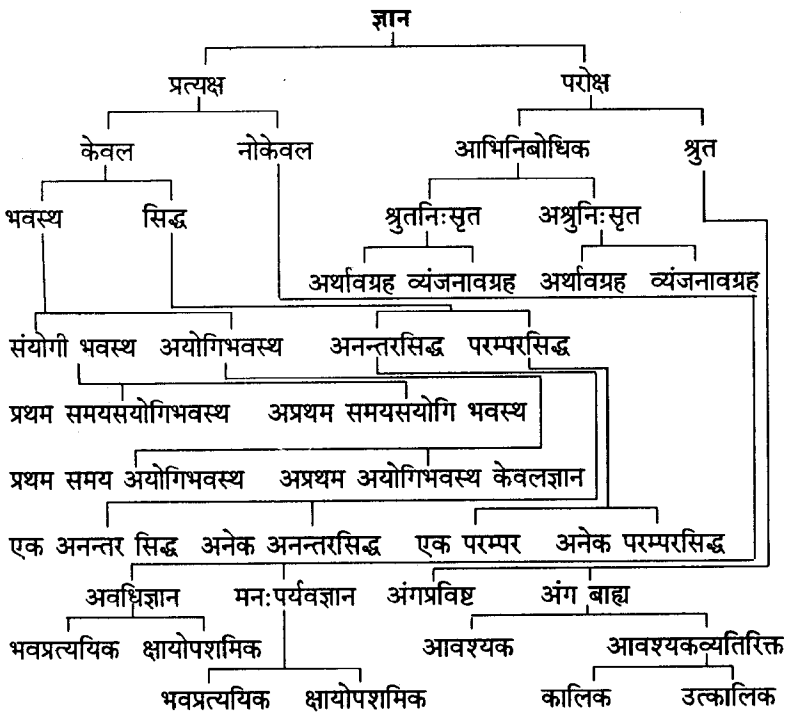 ज्ञान
प्रत्यक्ष परोक्ष
केवल नोकेवल आभिनिबोधिक श्रुत
भवस्थ सिद्ध श्रुतनिःसृत अश्रुनिःसृत
अर्थावग्रह व्यंजनावग्रह अर्थावग्रह व्यंजनावग्रह
संयोगी भवस्थ अयोगिभवस्थ अनन्तरसिद्ध परम्परसिद्ध
प्रथम समयसयोगिभवस्थ अप्रथम समयसयोगि भवस्थ
प्रथम समय अयोगिभवस्थ अप्रथम अयोगिभवस्थ केवलज्ञान
एक अनन्तर सिद्ध अनेक अनन्तरसिद्ध एक परम्पर अनेक परम्परसिद्ध
अवधिज्ञान मनःपर्यवज्ञान अंगप्रविष्ट अंग बाह्य
भवप्रत्ययिक क्षायोपशमिक आवश्यक आवश्यकव्यतिरिक्त
भवप्रत्ययिक क्षायोपशमिक कालिक उत्कालिक